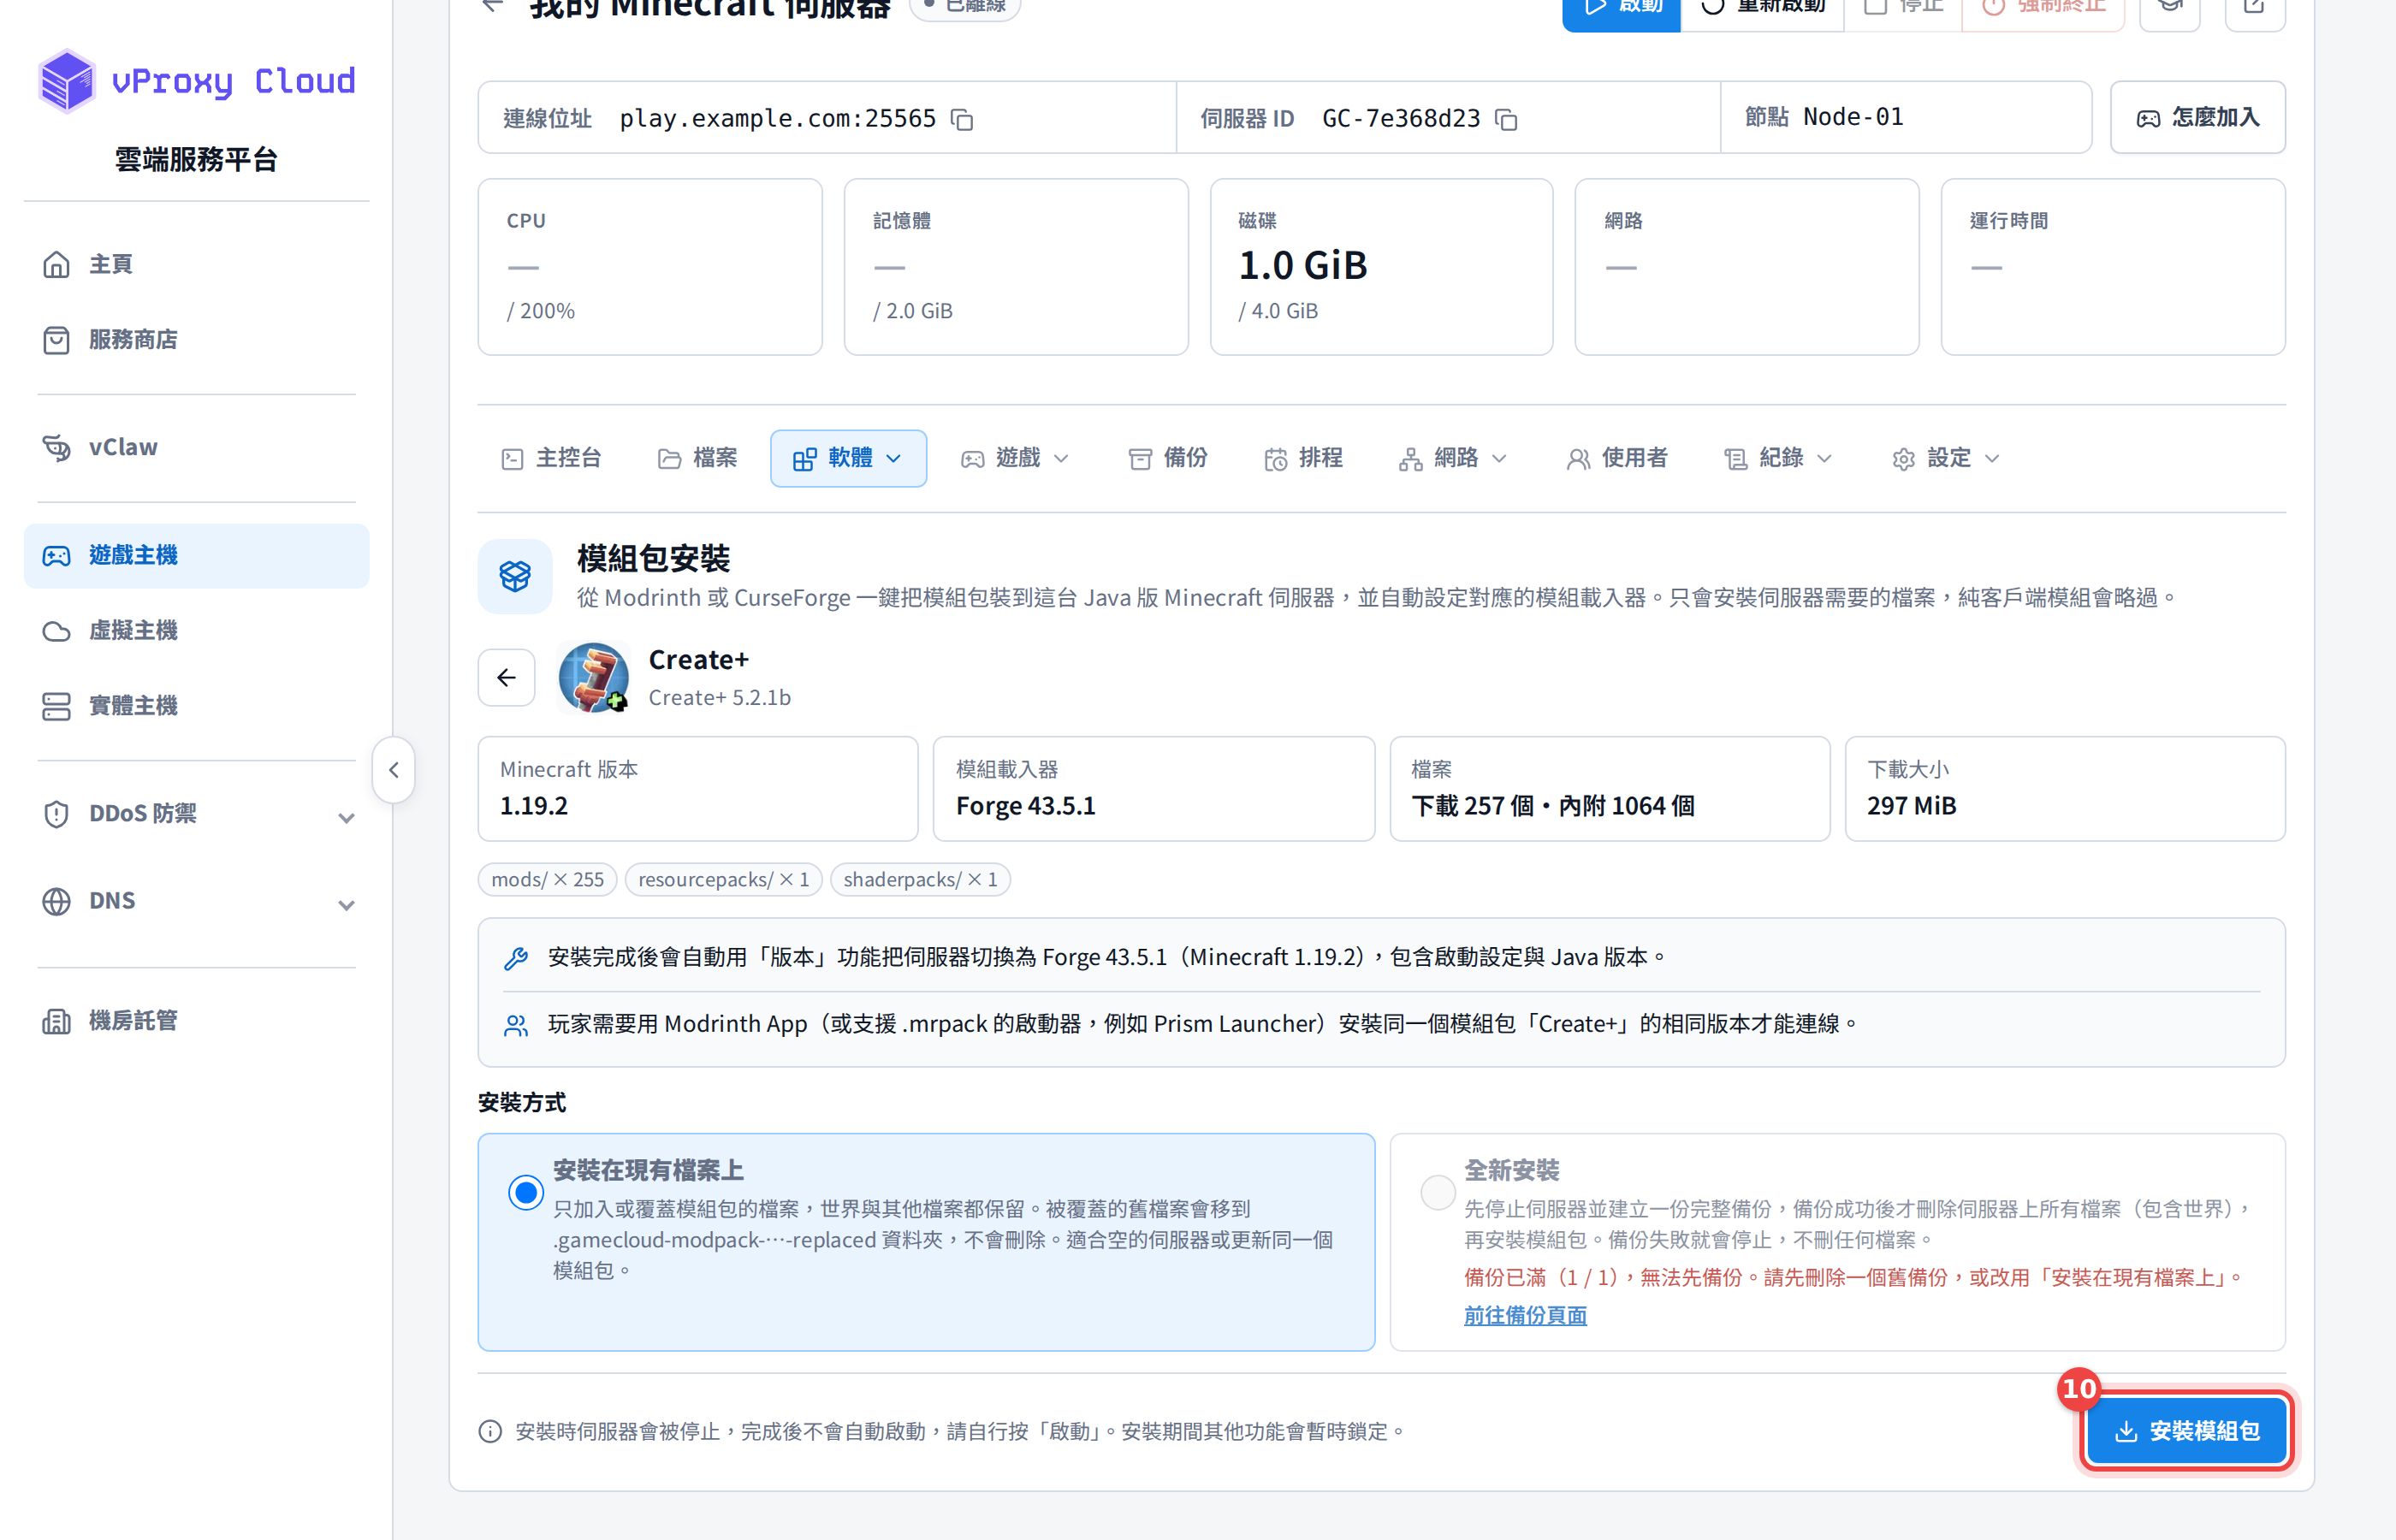 vProxy Cloud
雲端服務平台
主頁
服務商店
vClaw
遊戲主機
虛擬主機
實體主機
DDoS 防禦
DNS
機房託管
我的 Minecraft 伺服器
已離線
啟動
重新啟動
停止
強制終止
連線位址 play.example.com:25565
伺服器 ID GC-7e368d23
節點 Node-01
怎麼加入
CPU
—
/ 200%
記憶體
—
/ 2.0 GiB
磁碟
1.0 GiB
/ 4.0 GiB
網路
—
運行時間
—
主控台
檔案
軟體
遊戲
備份
排程
網路
使用者
紀錄
設定
模組包安裝
從 Modrinth 或 CurseForge 一鍵把模組包裝到這台 Java 版 Minecraft 伺服器，並自動設定對應的模組載入器。只會安裝伺服器需要的檔案，純客戶端模組會略過。
Create+
Create+ 5.2.1b
Minecraft 版本
1.19.2
模組載入器
Forge 43.5.1
檔案
下載 257 個・內附 1064 個
下載大小
297 MiB
mods/ × 255
resourcepacks/ × 1
shaderpacks/ × 1
安裝完成後會自動用「版本」功能把伺服器切換為 Forge 43.5.1（Minecraft 1.19.2），包含啟動設定與 Java 版本。
玩家需要用 Modrinth App（或支援 .mrpack 的啟動器，例如 Prism Launcher）安裝同一個模組包「Create+」的相同版本才能連線。
安裝方式
安裝在現有檔案上
只加入或覆蓋模組包的檔案，世界與其他檔案都保留。被覆蓋的舊檔案會移到
.gamecloud-modpack-…-replaced 資料夾，不會刪除。適合空的伺服器或更新同一個
模組包。
全新安裝
先停止伺服器並建立一份完整備份，備份成功後才刪除伺服器上所有檔案（包含世界），
再安裝模組包。備份失敗就會停止，不刪任何檔案。
備份已滿（1 / 1），無法先備份。請先刪除一個舊備份，或改用「安裝在現有檔案上」。
前往備份頁面
安裝時伺服器會被停止，完成後不會自動啟動，請自行按「啟動」。安裝期間其他功能會暫時鎖定。
10
安裝模組包